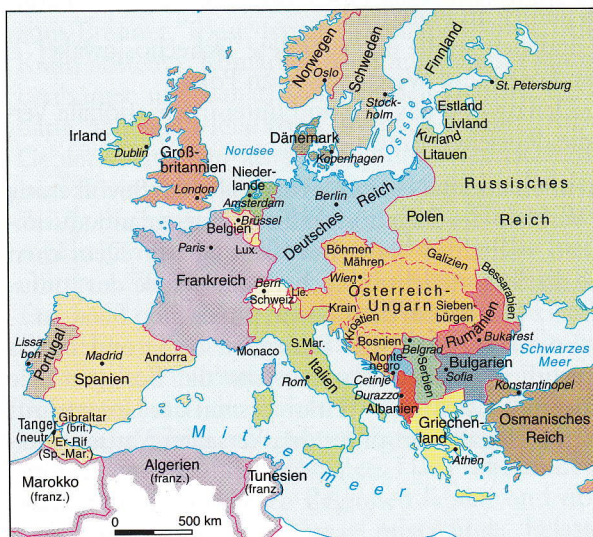 Norwegen
Oslo
Schweden
Stock-
holm
Finnland
St. Petersburg
Estland
Livland
Kurland
Litauen
Ostsee
Irland
Dublin
Groß-
britannien
London
Nordsee
Dänemark
Kopenhagen
Nieder-
lande
Amsterdam
Brüssel
Belgien
Lux.
Berlin
Deutsches Reich
Russisches
Reich
Polen
Paris
Frankreich
Bern
Schweiz
Lie.
Böhmen
Mähren
Wien
Galizien
Österreich-
Ungarn
Krain
Kroatien
Sieben-
bürgen
Bessarabien
Rumänien
Bukarest
Bosnien
Belgrad
Serbien
Monte-
negro
Cetinje
Durazzo
Albanien
Bulgarien
Sofia
Schwarzes
Meer
Konstantinopel
Osmanisches
Reich
Griechen-
land
Athen
Italien
S.Mar.
Rom
Monaco
Andorra
Portugal
Lissa-
bon
Madrid
Spanien
Gibraltar
(brit.)
Tanger
(neutr.)
Er-Rif
(Sp.-Mar.)
Marokko
(franz.)
Algerien
(franz.)
Tunesien
(franz.)
Mittelmeer
0 500 km